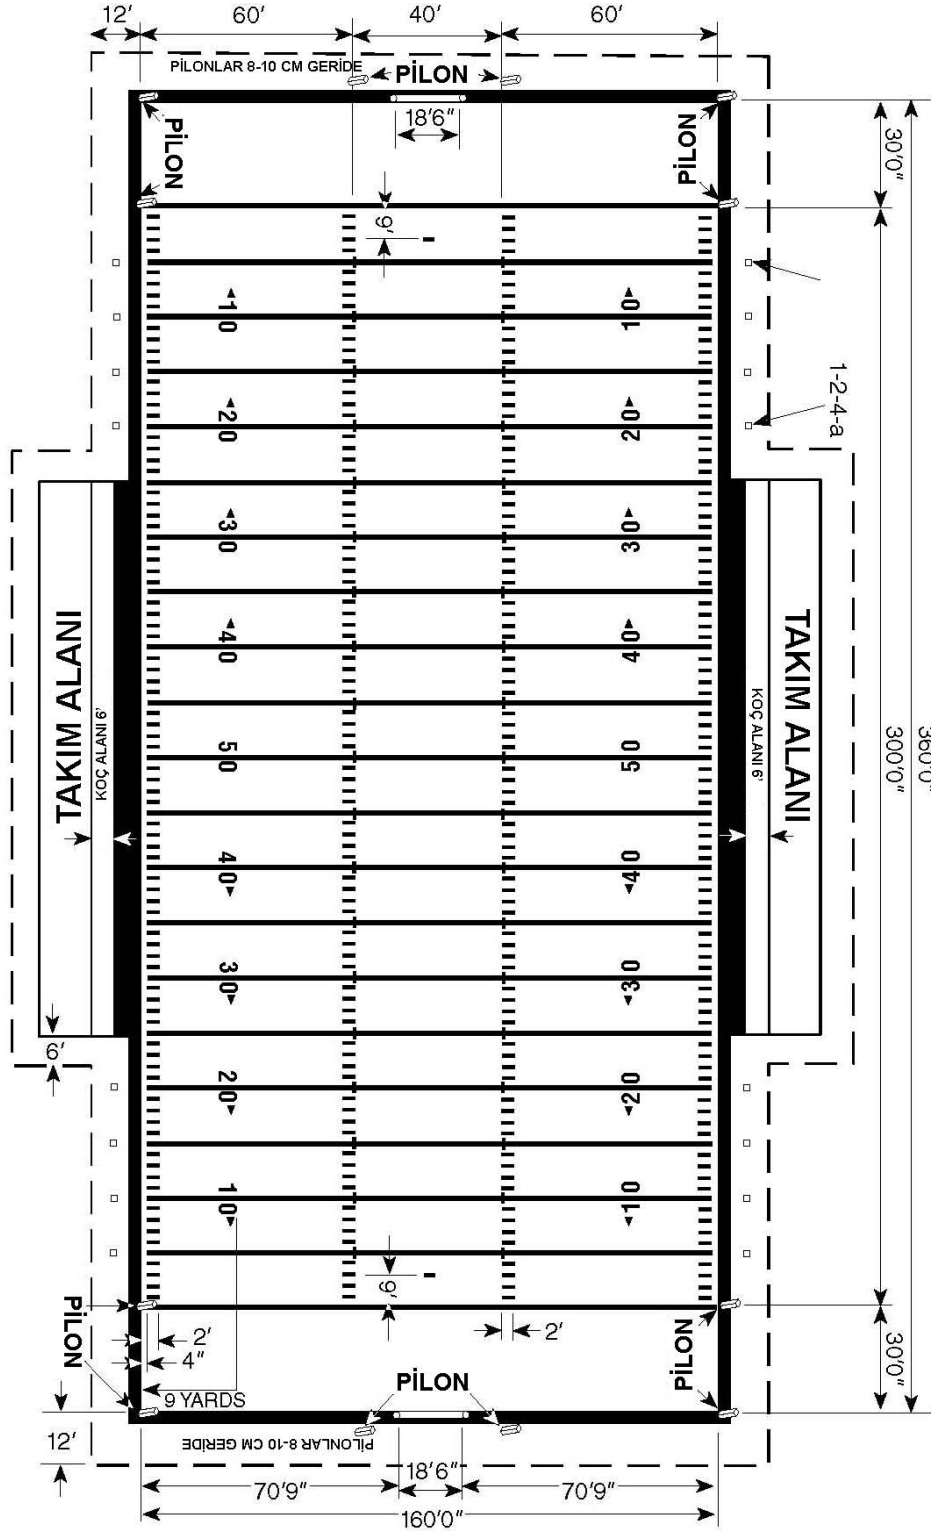 12' 60' 40' 60'
PİLONLAR 8-10 CM GERİDE
PİLON
18'6"
PİLON
PİLON
30'0"
9'
10 10
1-2-4-a
20 20
30 30
40 40
TAKIM ALANI
KOÇ ALANI 6'
50 50
KOÇ ALANI 6'
TAKIM ALANI
300'0"
360'0"
40 40
30 30
6'
20 20
10 10
9'
PİLON
2'
2'
4"
PİLON
30'0"
PİLON
9 YARDS
12'
PİLONLAR 8-10 CM GERİDE
18'6"
70'9" 70'9"
160'0"